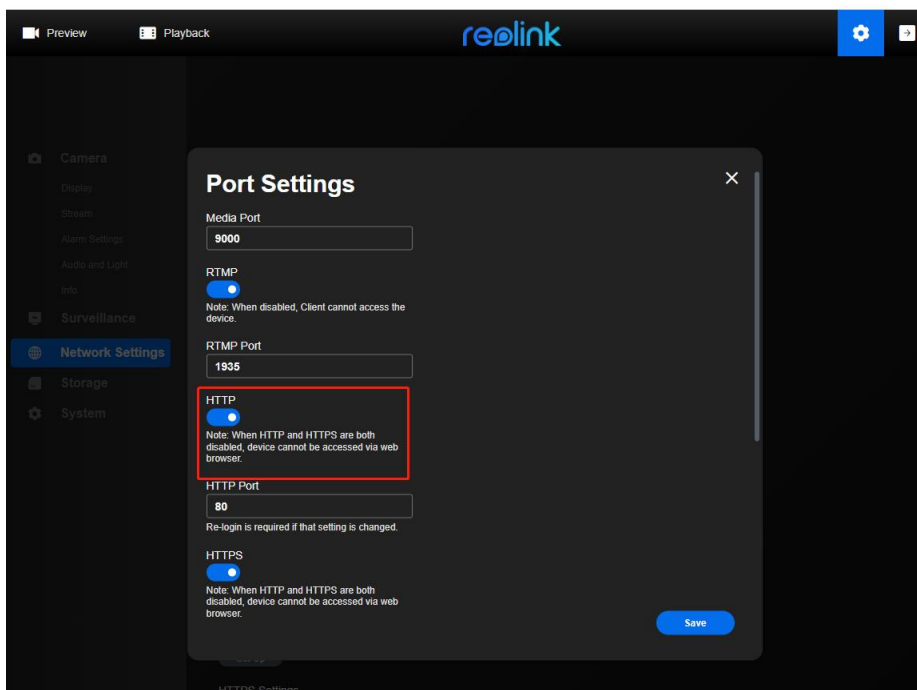 Preview
Playback
reolink
Camera
Display
Stream
Alarm Settings
Audio and Light
Info
Surveillance
Network Settings
Storage
System
Port Settings
Media Port
9000
RTMP
Note: When disabled, Client cannot access the
device.
RTMP Port
1935
HTTP
Note: When HTTP and HTTPS are both
disabled, device cannot be accessed via web
browser.
HTTP Port
80
Re-login is required if that setting is changed.
HTTPS
Note: When HTTP and HTTPS are both
disabled, device cannot be accessed via web
browser.
Save
HTTPS Settings